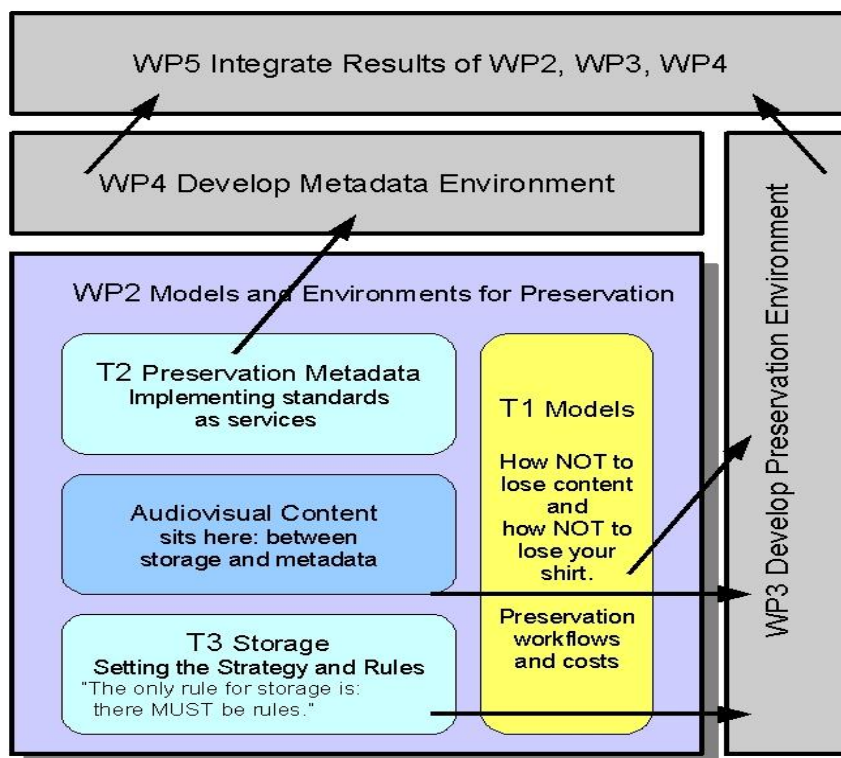 WP5 Integrate Results of WP2, WP3, WP4
WP4 Develop Metadata Environment
WP2 Models and Environments for Preservation
T2 Preservation Metadata
Implementing standards
as services
Audiovisual Content
sits here: between
storage and metadata
T3 Storage
Setting the Strategy and Rules
"The only rule for storage is:
there MUST be rules."
T1 Models
How NOT to
lose content
and
how NOT to
lose your
shirt.
Preservation
workflows
and costs
WP3 Develop Preservation Environment